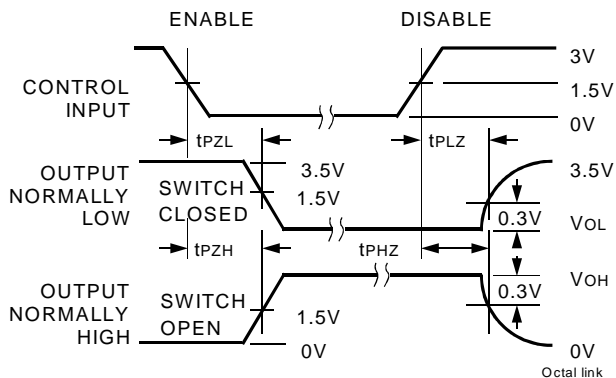 ENABLE DISABLE
3V
CONTROL
INPUT
1.5V
0V
tPZL tPLZ
OUTPUT
NORMALLY
LOW
SWITCH
CLOSED
3.5V
1.5V
3.5V
0.3V
VOL
tPZH tPHZ
OUTPUT
NORMALLY
HIGH
SWITCH
OPEN
1.5V
0V
VOH
0.3V
0V
Octal link